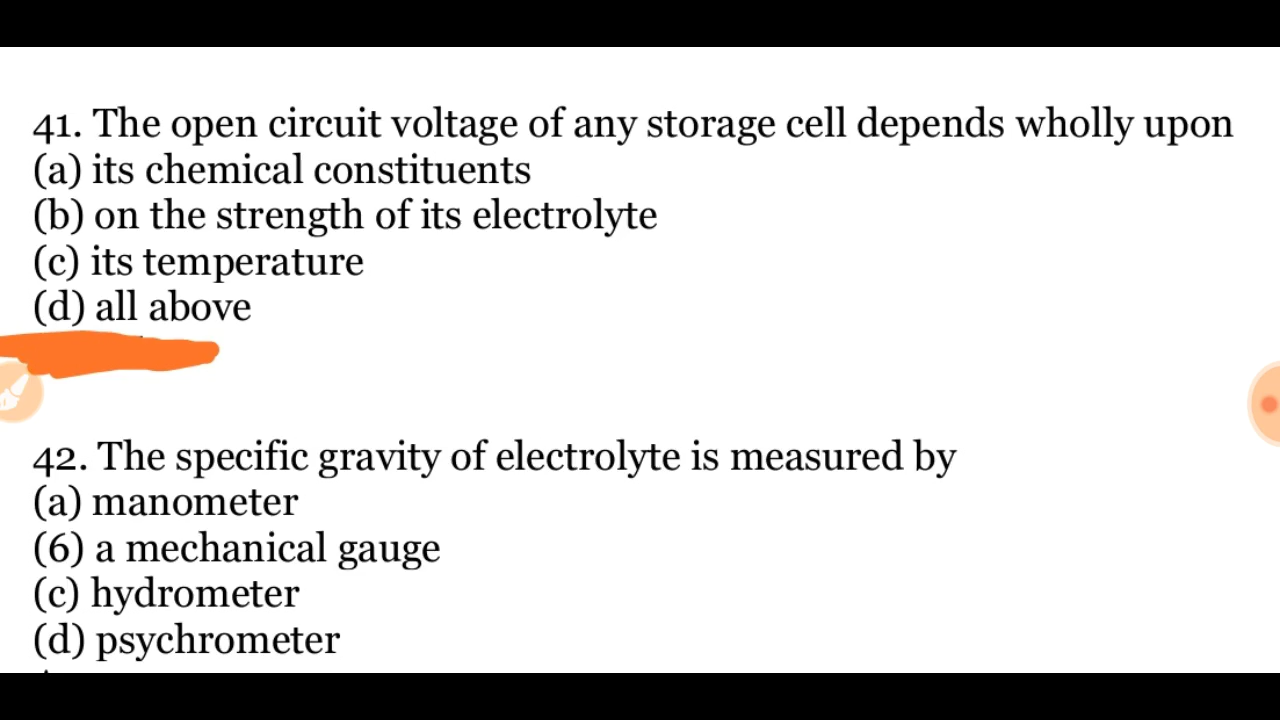 41. The open circuit voltage of any storage cell depends wholly upon
(a) its chemical constituents
(b) on the strength of its electrolyte
(c) its temperature
(d) all above
42. The specific gravity of electrolyte is measured by
(a) manometer
(6) a mechanical gauge
(c) hydrometer
(d) psychrometer